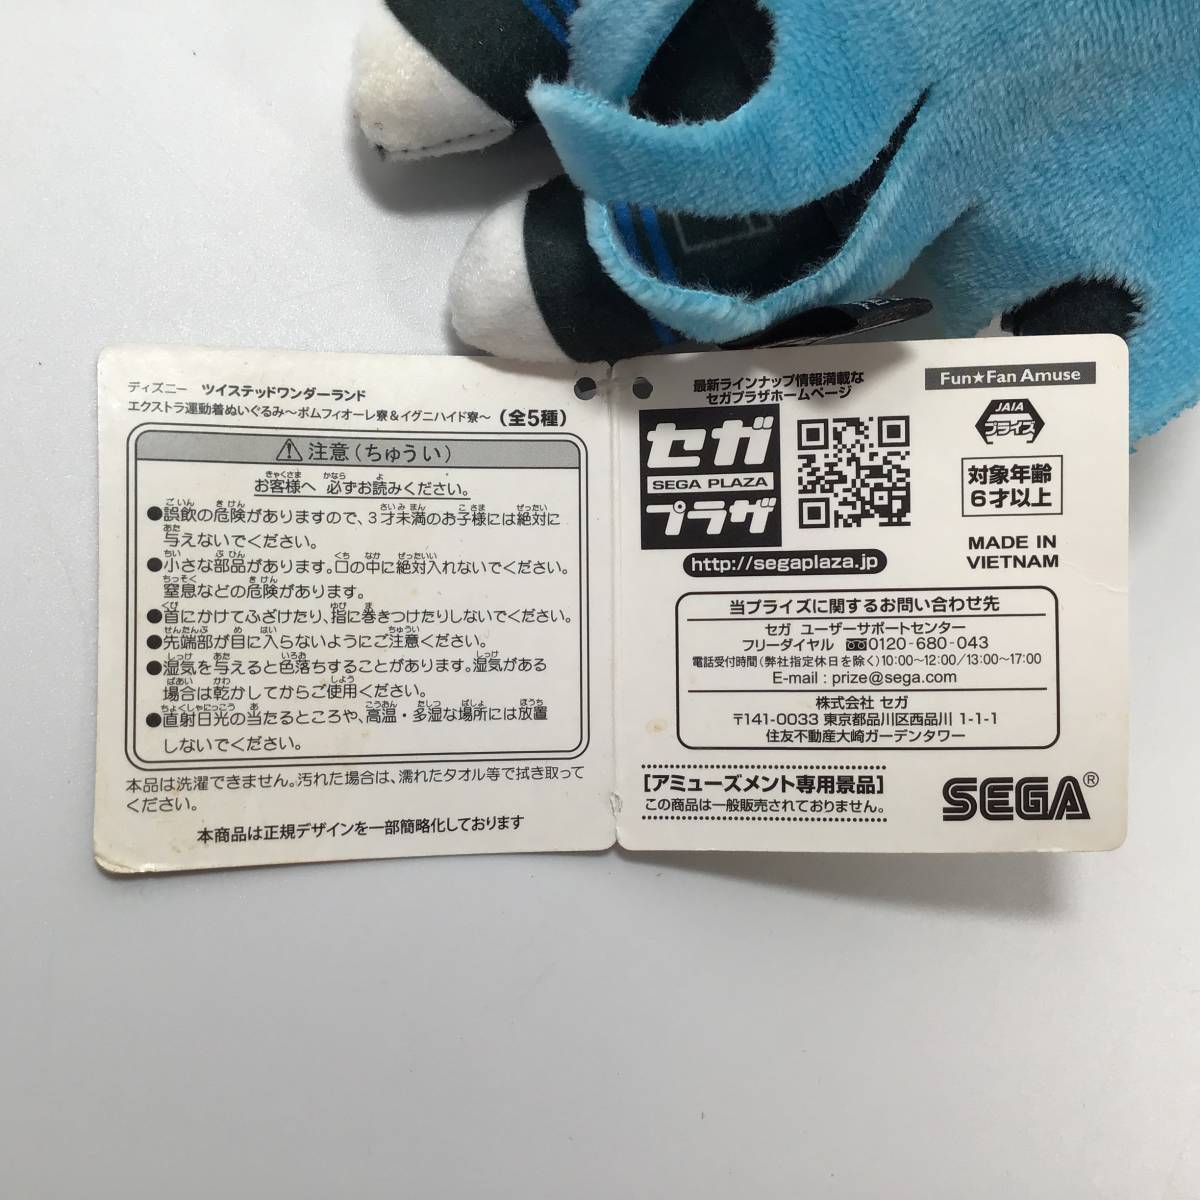 ディズニー ツイステッドワンダーランド
エクストラ運動着ぬいぐるみ～ポムフィオーレ寮＆イグニハイド寮～ (全5種)
⚠注意(ちゅうい)
お客様へ 必ずお読みください。
●誤飲の危険がありますので、3才未満のお子様には絶対に
与えないでください。
●小さな部品があります。口の中に絶対入れないでください。
窒息などの危険があります。
●首にかけてふざけたり、指に巻きつけたりしないでください。
●先端部が目に入らないようにご注意ください。
●湿気を与えると色落ちすることがあります。湿気がある
場合は乾かしてからご使用ください。
●直射日光の当たるところや、高温・多湿な場所には放置
しないでください。
本品は洗濯できません。汚れた場合は、濡れたタオル等で拭き取って
ください。
本商品は正規デザインを一部簡略化しております
最新ラインナップ情報満載な
セガプラザホームページ
セガ
SEGA PLAZA
プラザ
http://segaplaza.jp
Fun★Fan Amuse
JAIA
プライズ
対象年齢
6才以上
MADE IN
VIETNAM
当プライズに関するお問い合わせ先
セガ ユーザーサポートセンター
フリーダイヤル 0120-680-043
電話受付時間(弊社指定休日を除く)10:00～12:00/13:00～17:00
E-mail : prize@sega.com
株式会社 セガ
〒141-0033 東京都品川区西品川 1-1-1
住友不動産大崎ガーデンタワー
[アミューズメント専用景品]
この商品は一般販売されておりません。
SEGA®